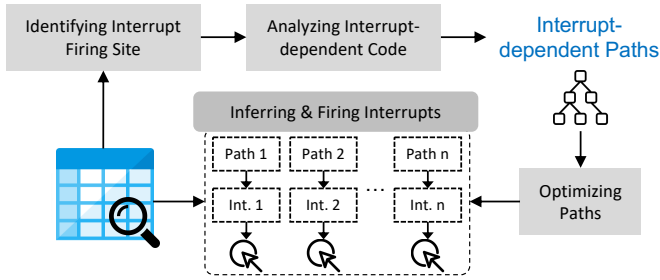 Identifying Interrupt
Firing Site
Analyzing Interrupt-
dependent Code
Interrupt-
dependent Paths
Inferring & Firing Interrupts
Path 1
Path 2
Path n
...
Int. 1
Int. 2
Int. n
Optimizing
Paths